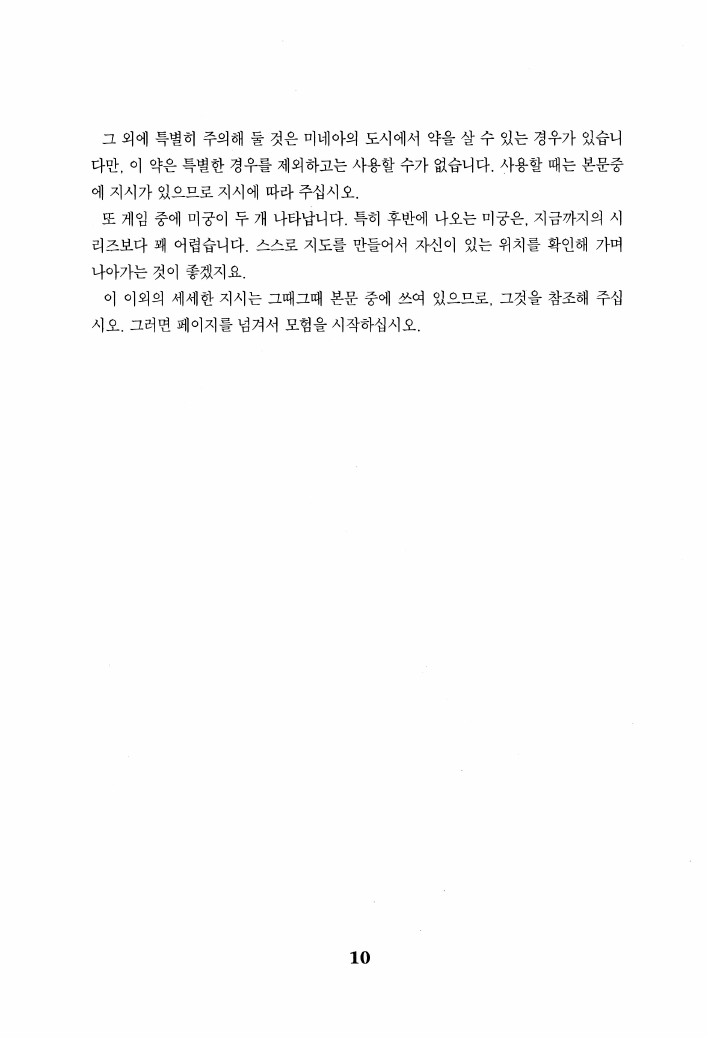 그 외에 특별히 주의해 둘 것은 미네아의 도시에서 약을 살 수 있는 경우가 있습니
다만, 이 약은 특별한 경우를 제외하고는 사용할 수가 없습니다. 사용할 때는 본문중
에 지시가 있으므로 지시에 따라 주십시오.
또 게임 중에 미궁이 두 개 나타납니다. 특히 후반에 나오는 미궁은, 지금까지의 시
리즈보다 꽤 어렵습니다. 스스로 지도를 만들어서 자신이 있는 위치를 확인해 가며
나아가는 것이 좋겠지요.
이 이외의 세세한 지시는 그때그때 본문 중에 쓰여 있으므로, 그것을 참조해 주십
시오. 그러면 페이지를 넘겨서 모험을 시작하십시오.
10